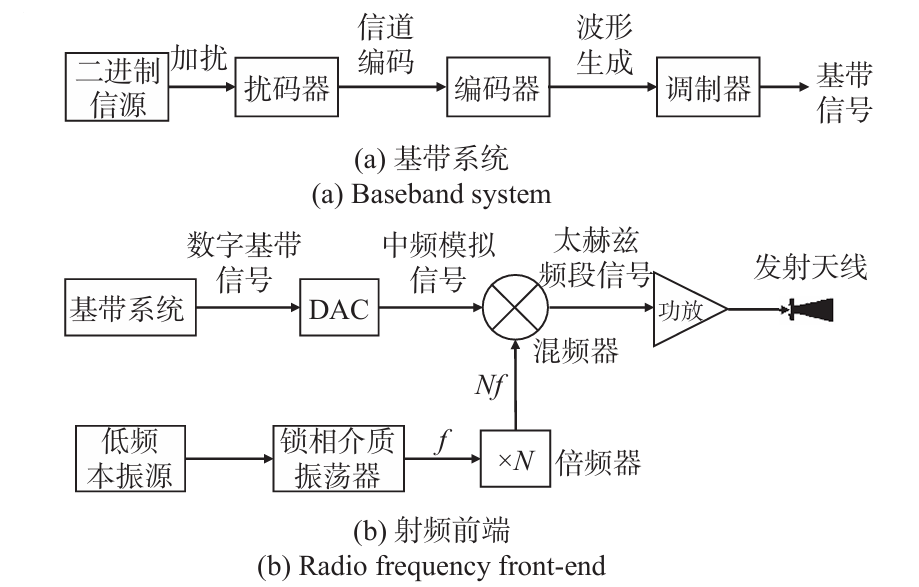 加扰
信道
编码
波形
生成
二进制
信源
扰码器
编码器
调制器
基带
信号
(a) 基带系统
(a) Baseband system
数字基带
信号
中频模拟
信号
太赫兹
频段信号
发射天线
基带系统
DAC
功放
混频器
Nf
低频
本振源
锁相介质
振荡器
f
×N
倍频器
(b) 射频前端
(b) Radio frequency front-end